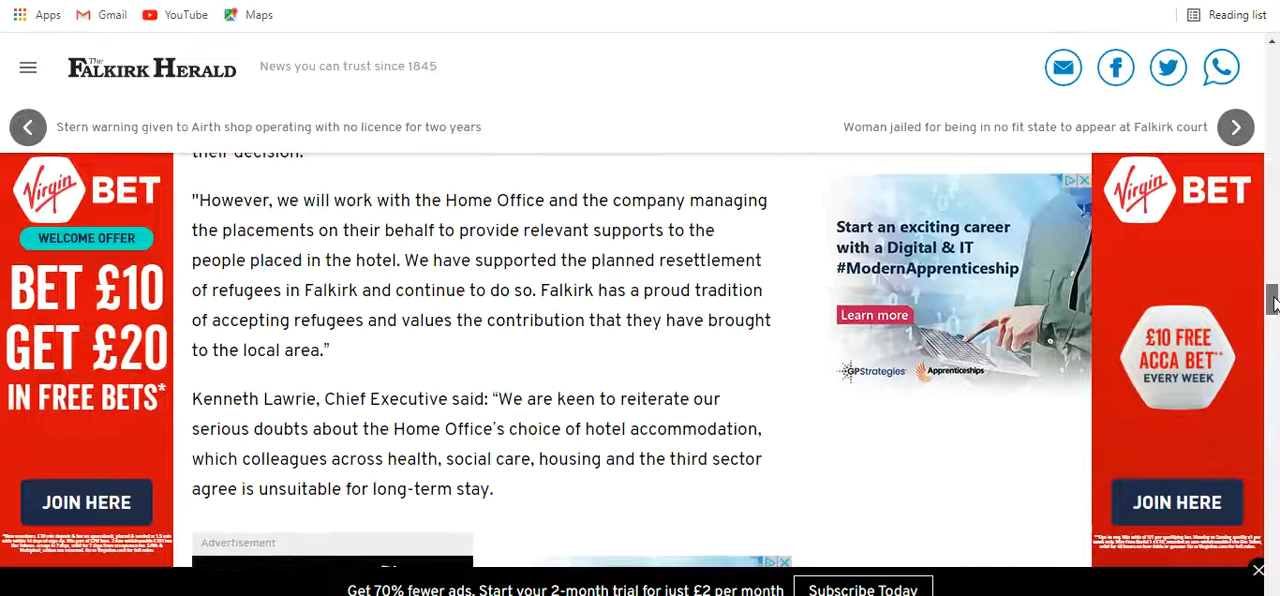 Apps Gmail YouTube Maps Reading list
The
FALKIRK HERALD News you can trust since 1845
Stern warning given to Airth shop operating with no licence for two years
Woman jailed for being in no fit state to appear at Falkirk court
their decision.
"However, we will work with the Home Office and the company managing
the placements on their behalf to provide relevant supports to the
people placed in the hotel. We have supported the planned resettlement
of refugees in Falkirk and continue to do so. Falkirk has a proud tradition
of accepting refugees and values the contribution that they have brought
to the local area.”
Kenneth Lawrie, Chief Executive said: “We are keen to reiterate our
serious doubts about the Home Office’s choice of hotel accommodation,
which colleagues across health, social care, housing and the third sector
agree is unsuitable for long-term stay.
Advertisement
Virgin BET
WELCOME OFFER
BET £10
GET £20
IN FREE BETS*
JOIN HERE
Start an exciting career
with a Digital & IT
#ModernApprenticeship
Learn more
GPStrategies Apprenticeships
Virgin BET
£10 FREE
ACCA BET**
EVERY WEEK
JOIN HERE
Get 70% fewer ads. Start your 2-month trial for just £2 per month Subscribe Today